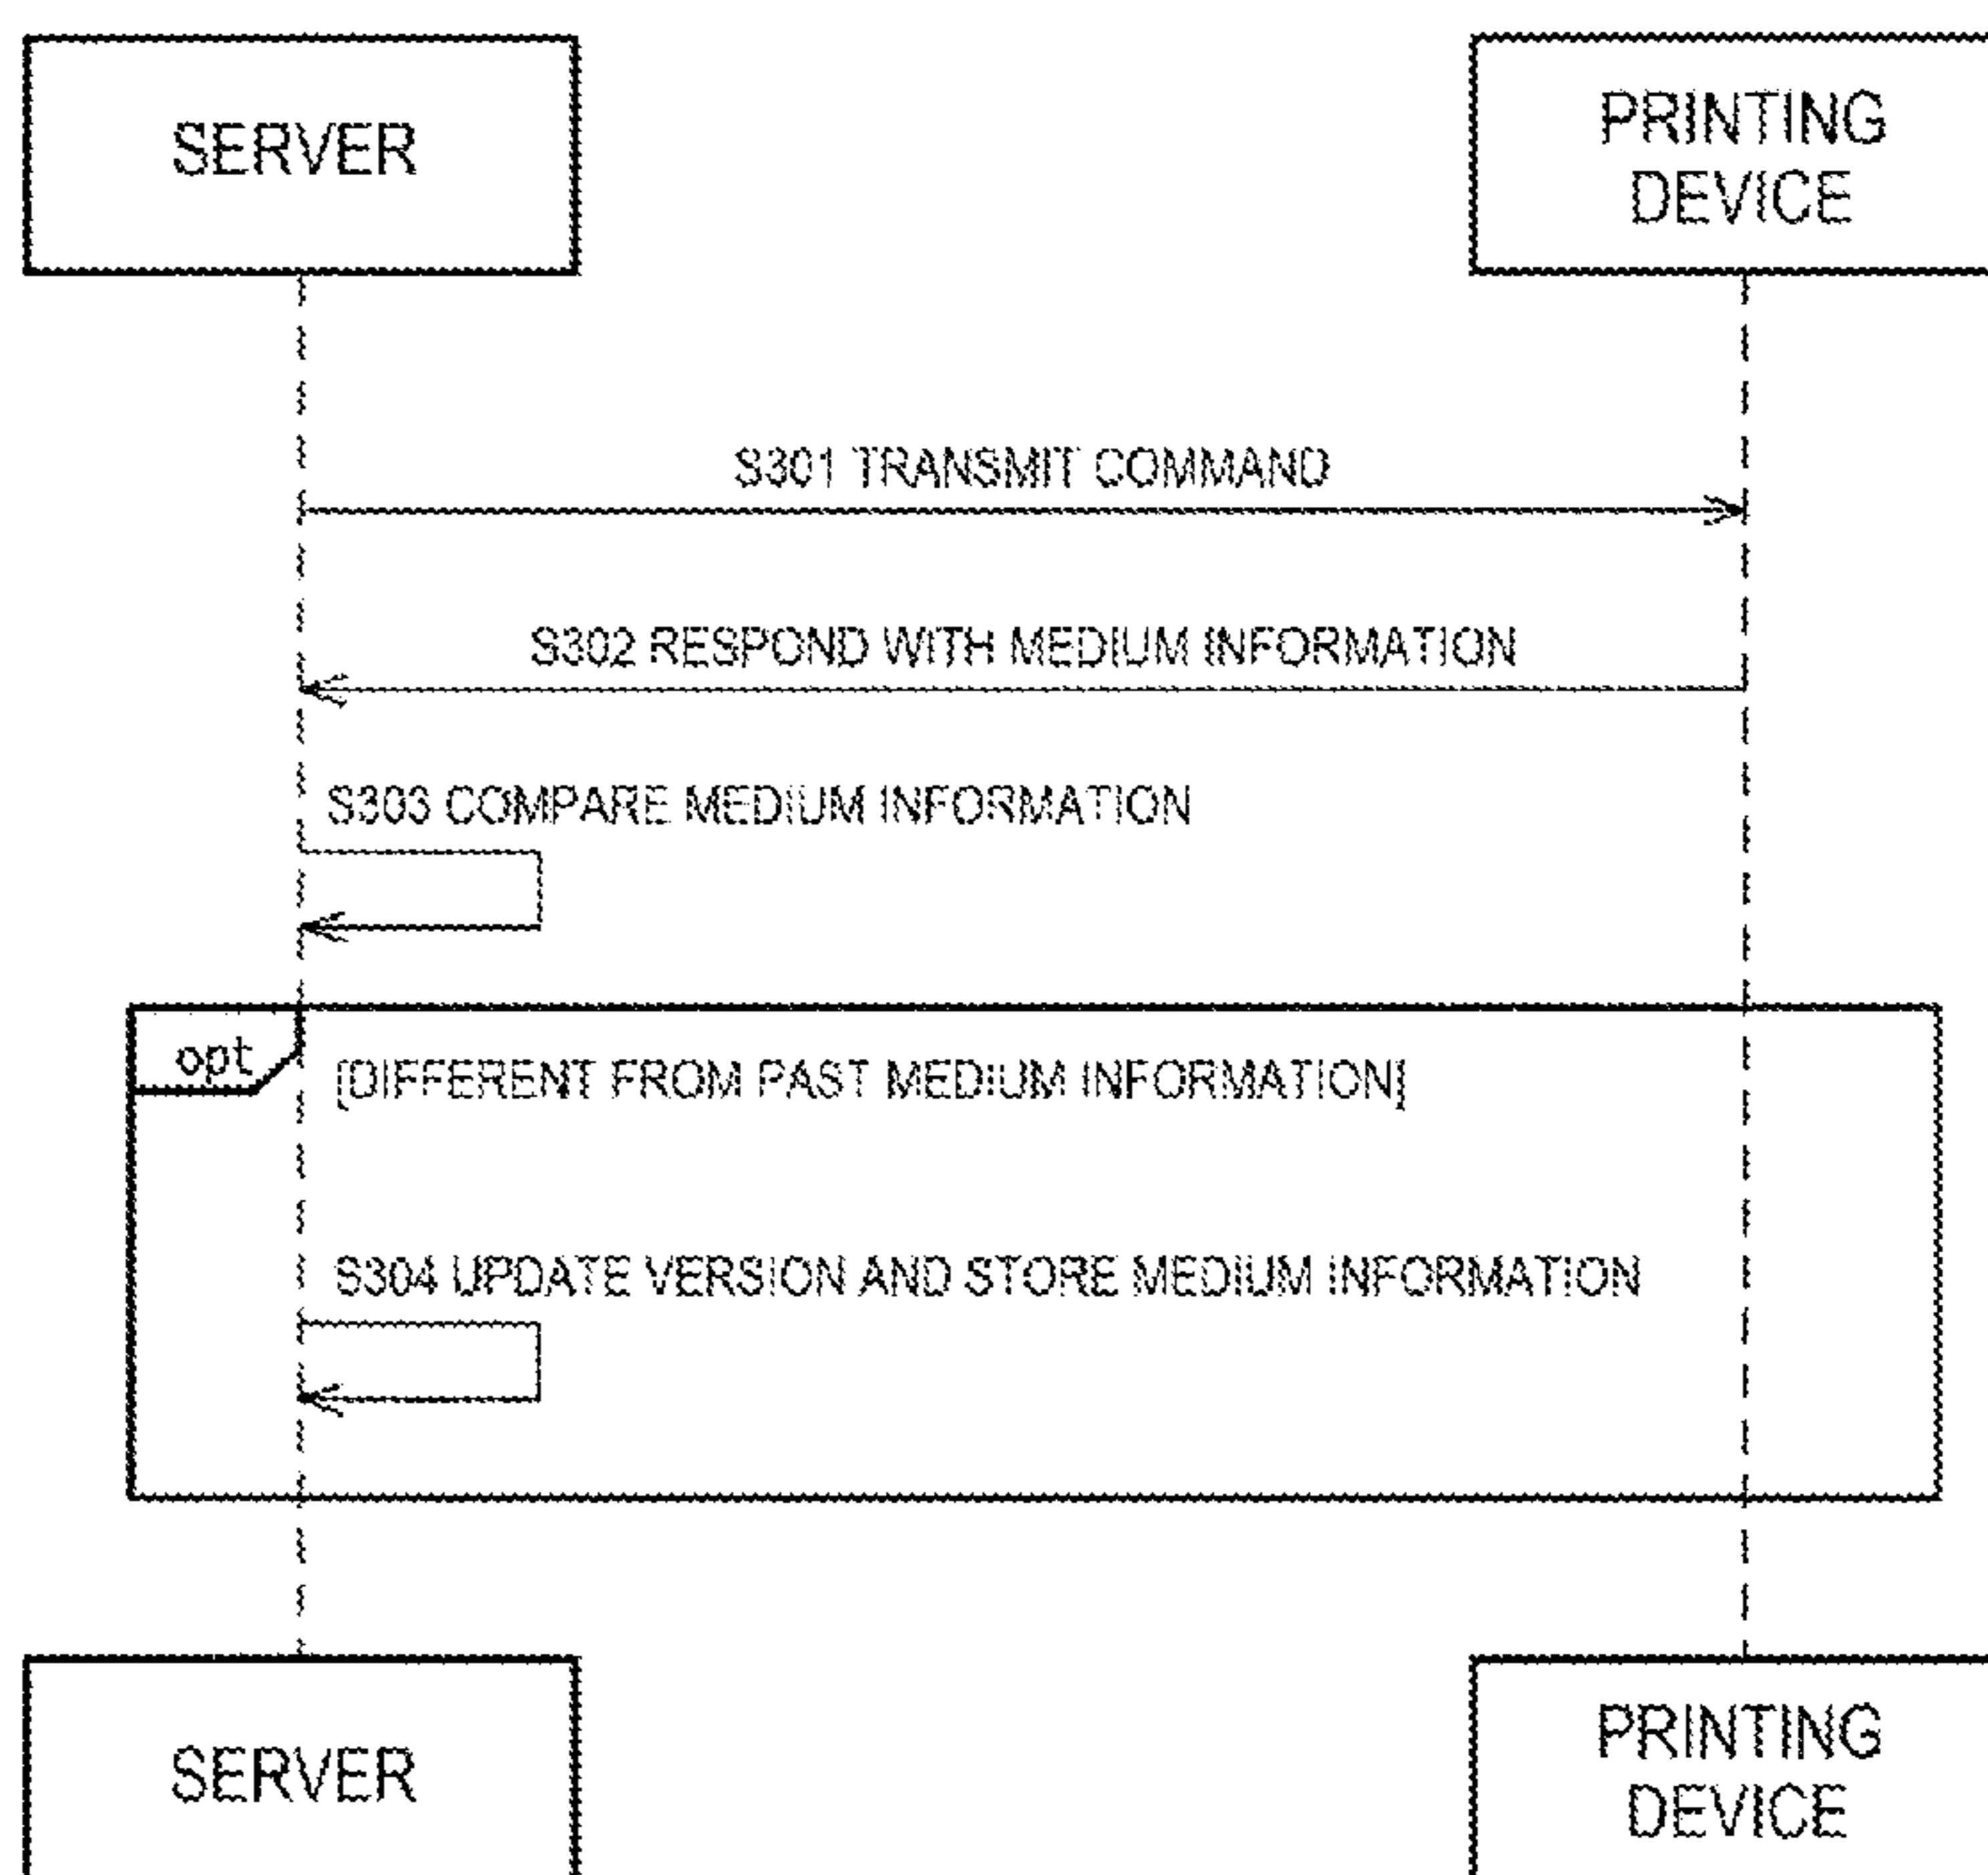 SERVER
PRINTING
DEVICE
S301 TRANSMIT COMMAND
S302 RESPOND WITH MEDIUM INFORMATION
S303 COMPARE MEDIUM INFORMATION
opt
[DIFFERENT FROM PAST MEDIUM INFORMATION]
S304 UPDATE VERSION AND STORE MEDIUM INFORMATION
SERVER
PRINTING
DEVICE